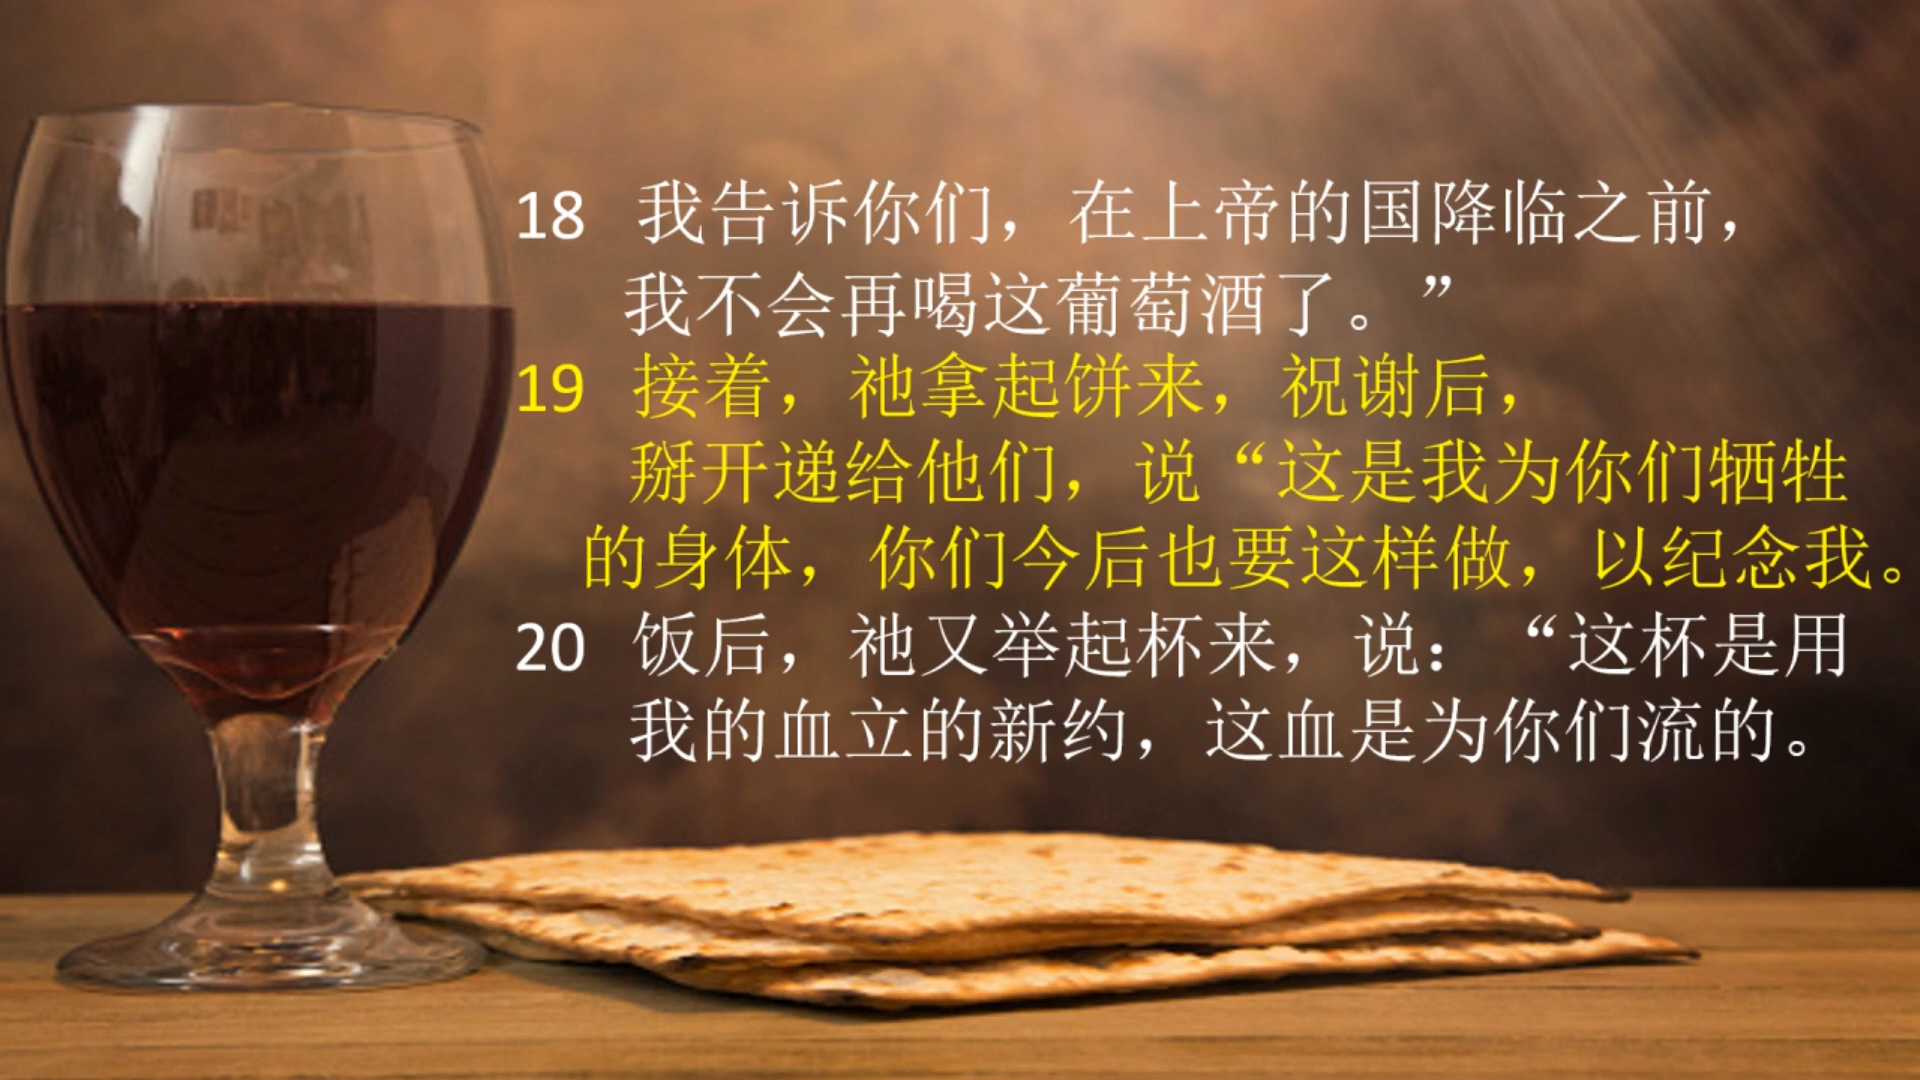 18 我告诉你们，在上帝的国降临之前，
我不会再喝这葡萄酒了。”
19 接着，祂拿起饼来，祝谢后，
掰开递给他们，说“这是我为你们牺牲
的身体，你们今后也要这样做，以纪念我。
20 饭后，祂又举起杯来，说：“这杯是用
我的血立的新约，这血是为你们流的。